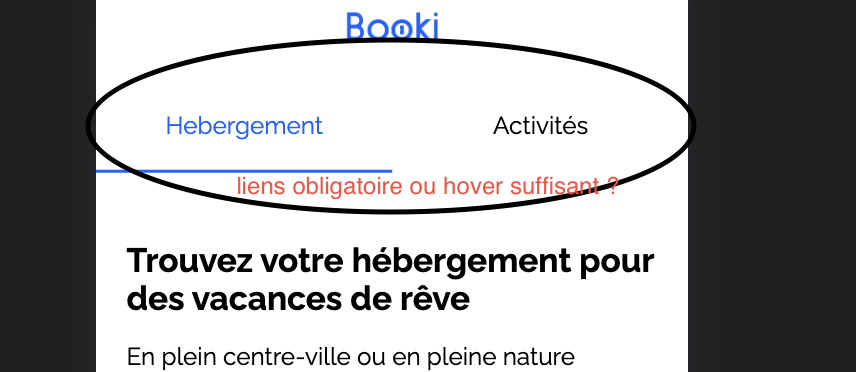 Booki
Hebergement
Activités
liens obligatoire ou hover suffisant ?
Trouvez votre hébergement pour
des vacances de rêve
En plein centre-ville ou en pleine nature